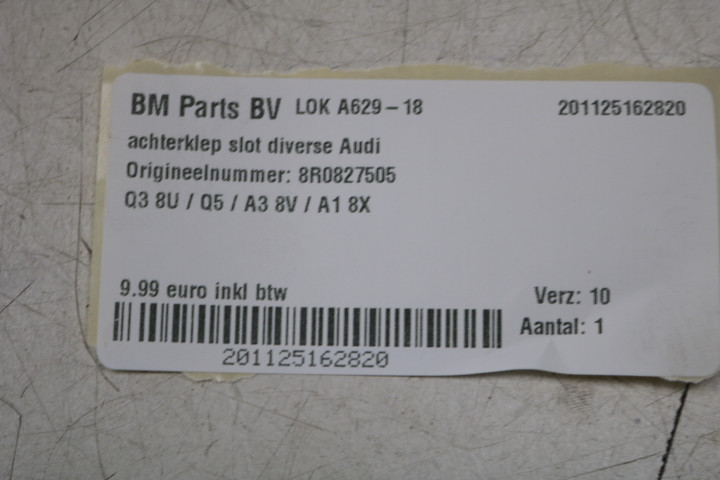 BM Parts BV LOK A629-18 201125162820
achterklep slot diverse Audi
Origineelnummer: 8R0827505
Q3 8U / Q5 / A3 8V / A1 8X
9.99 euro inkl btw
Verz: 10
Aantal: 1
201125162820